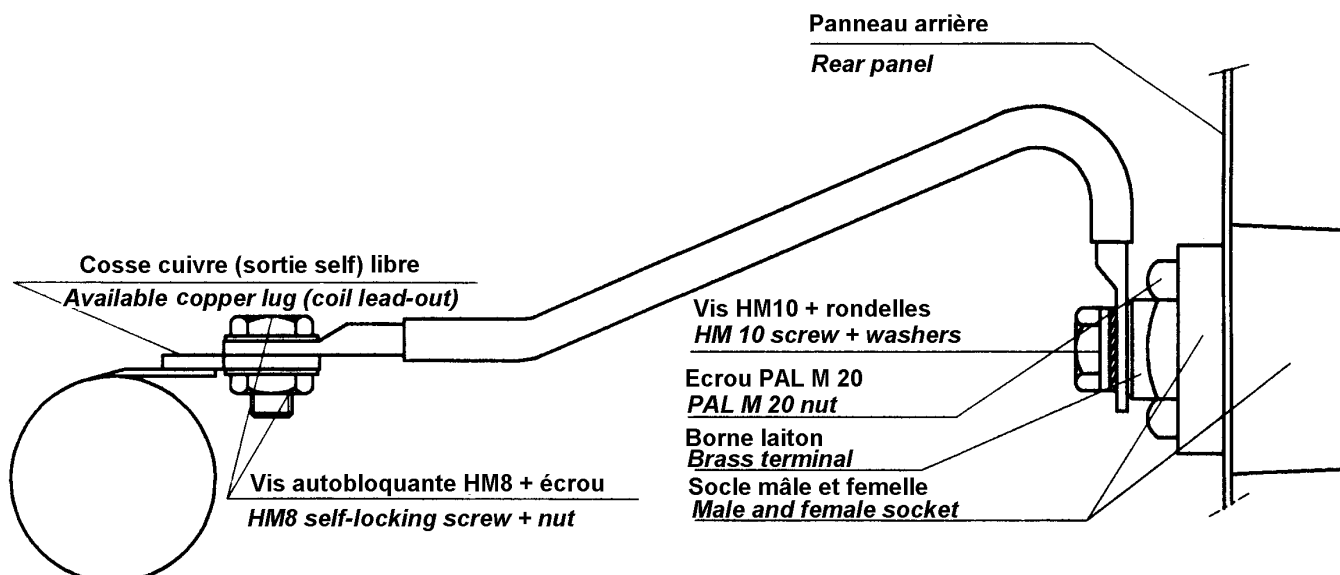 Panneau arrière
Rear panel
Cosse cuivre (sortie self) libre
Available copper lug (coil lead-out)
Vis HM10 + rondelles
HM 10 screw + washers
Ecrou PAL M 20
PAL M 20 nut
Borne laiton
Brass terminal
Socle mâle et femelle
Male and female socket
Vis autobloquante HM8 + écrou
HM8 self-locking screw + nut